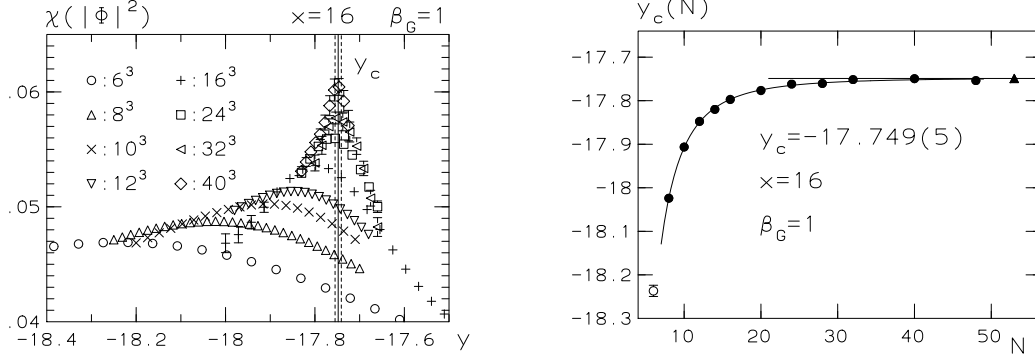 χ(|Φ|²) x=16 β_G=1
.06
.05
.04
○:6³ +:16³
△:8³ □:24³
×:10³ ◁:32³
▽:12³ ◇:40³
y_c
-18.4 -18.2 -18 -17.8 -17.6 y
y_c(N)
-17.7
-17.8
-17.9
-18
-18.1
-18.2
-18.3
y_c=-17.749(5)
x=16
β_G=1
10 20 30 40 50 N